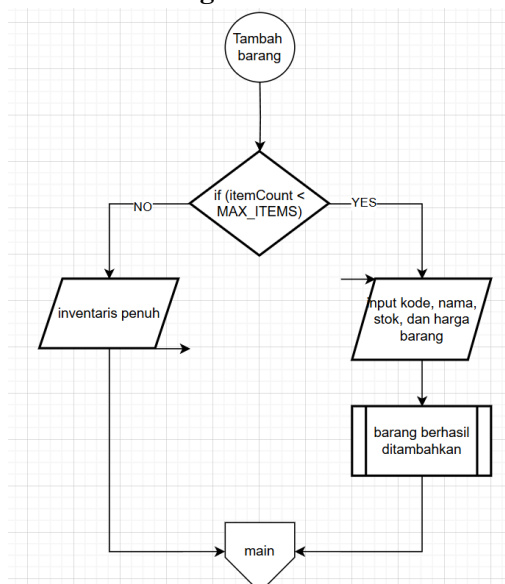 Tambah
barang
if (itemCount <
MAX_ITEMS)
NO
YES
inventaris penuh
input kode, nama,
stok, dan harga
barang
barang berhasil
ditambahkan
main